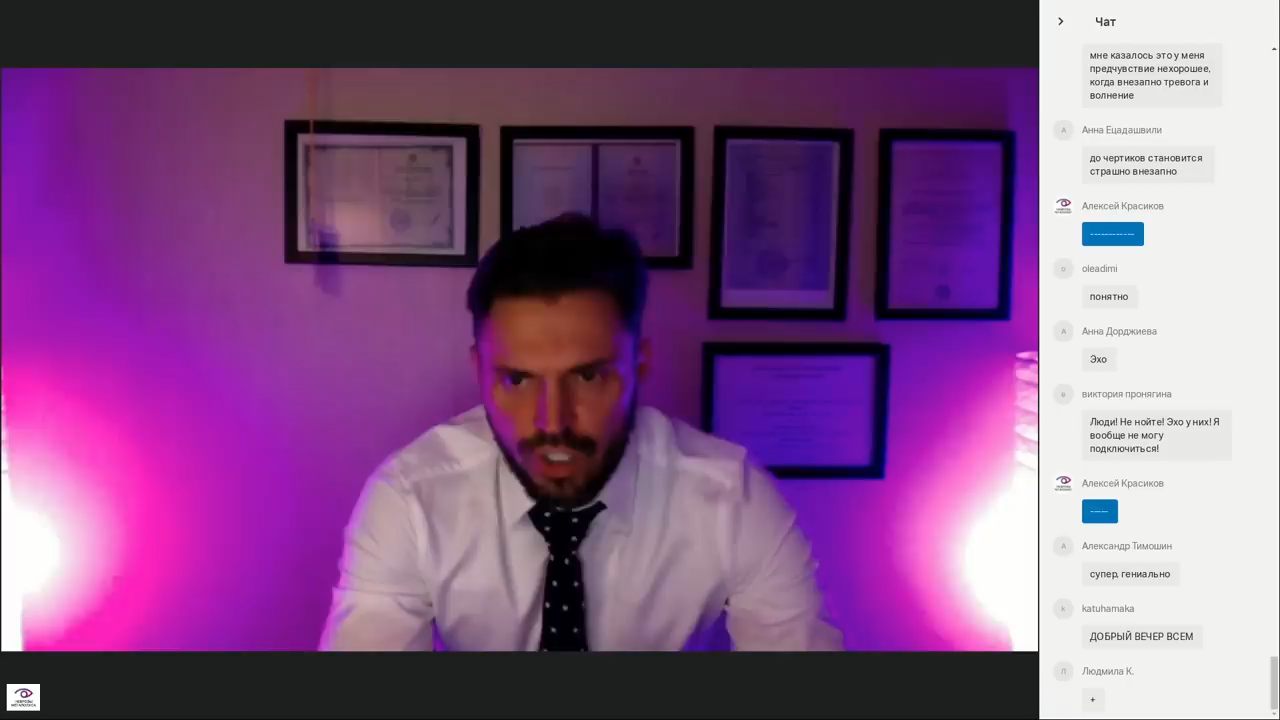 Чат
мне казалось это у меня
предчувствие нехорошее,
когда внезапно тревога и
волнение
А
Анна Ецадашвили
до чертиков становится
страшно внезапно
Алексей Красиков
-------------
o
oleadimi
понятно
А
Анна Дорджиева
Эхо
в
виктория пронягина
Люди! Не нойте! Эхо у них! Я
вообще не могу
подключиться!
Алексей Красиков
-----
А
Александр Тимошин
супер, гениально
k
katuhamaka
ДОБРЫЙ ВЕЧЕР ВСЕМ
Л
Людмила К.
+